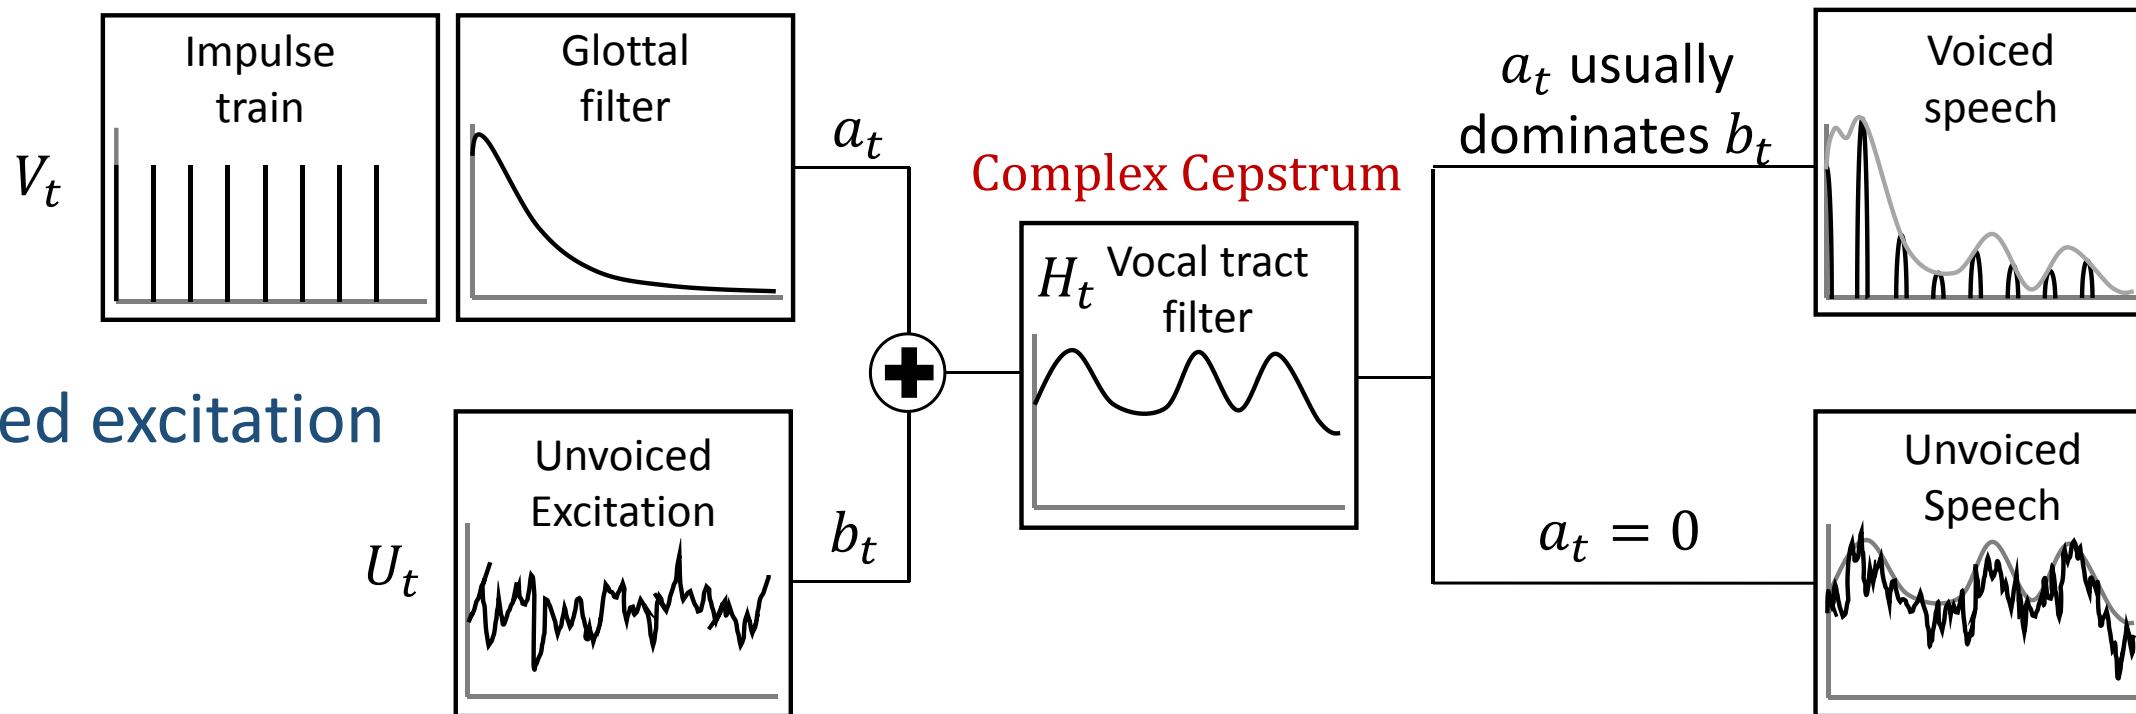 Impulse
train
V_t
Glottal
filter
a_t
Complex Cepstrum
H_t Vocal tract
filter
a_t usually
dominates b_t
Voiced
speech
ed excitation
Unvoiced
Excitation
U_t
b_t
a_t = 0
Unvoiced
Speech